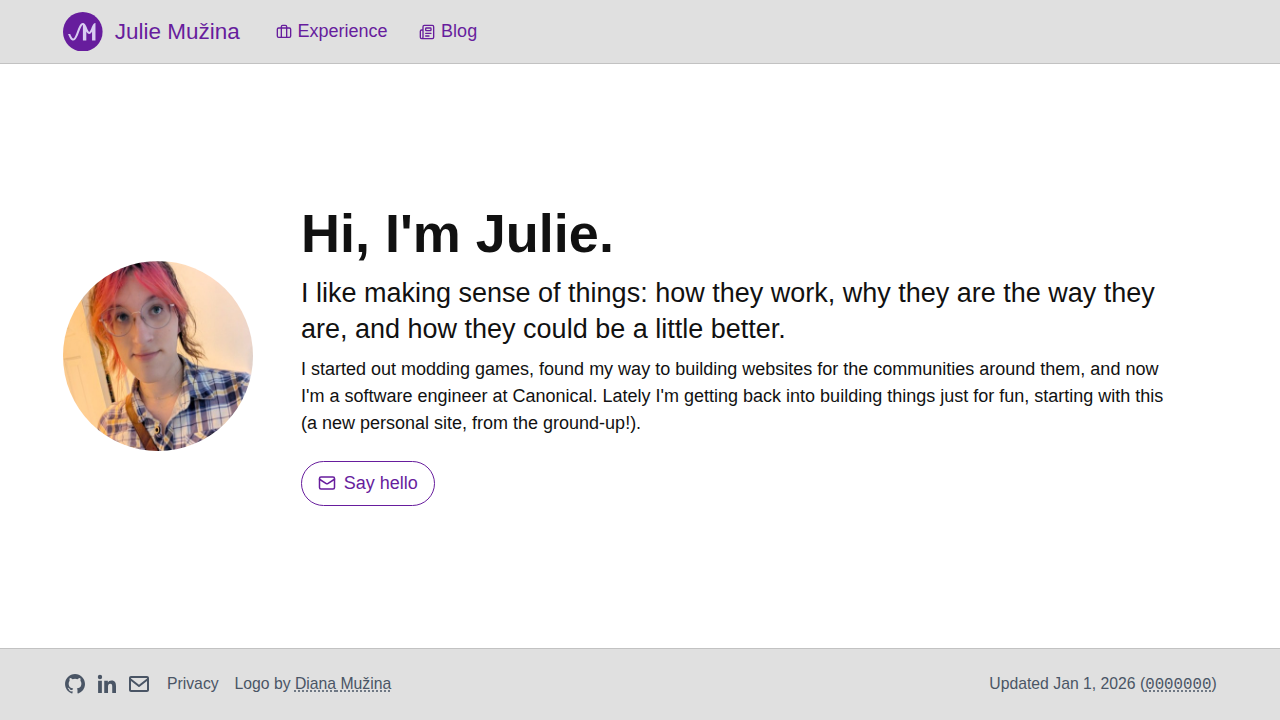 Julie Mužina Experience Blog
Hi, I'm Julie.
I like making sense of things: how they work, why they are the way they
are, and how they could be a little better.
I started out modding games, found my way to building websites for the communities around them, and now
I'm a software engineer at Canonical. Lately I'm getting back into building things just for fun, starting with this
(a new personal site, from the ground-up!).
Say hello
Privacy Logo by Diana Mužina Updated Jan 1, 2026 (0000000)